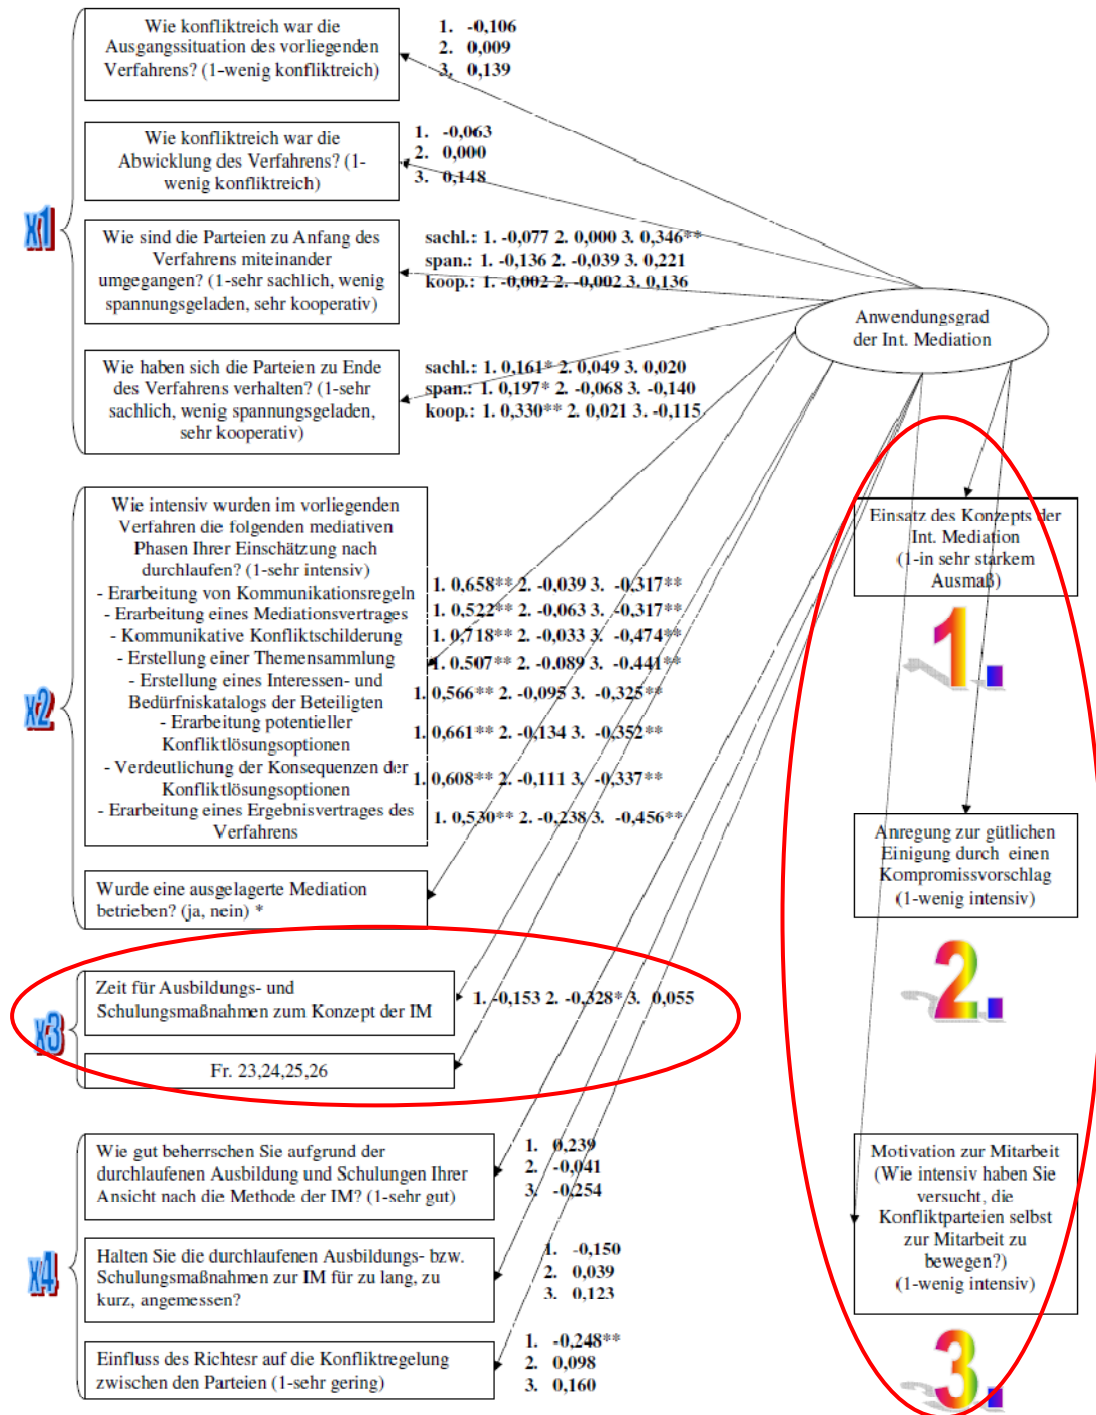 x1
Wie konfliktreich war die
Ausgangssituation des vorliegenden
Verfahrens? (1-wenig konfliktreich)
1. -0,106
2. 0,009
3. 0,139
Wie konfliktreich war die
Abwicklung des Verfahrens? (1-
wenig konfliktreich)
1. -0,063
2. 0,000
3. 0,148
Wie sind die Parteien zu Anfang des
Verfahrens miteinander
umgegangen? (1-sehr sachlich, wenig
spannungsgeladen, sehr kooperativ)
sachl.: 1. -0,077 2. 0,000 3. 0,346**
span.: 1. -0,136 2. -0,039 3. 0,221
koop.: 1. -0,002 2. -0,002 3. 0,136
Wie haben sich die Parteien zu Ende
des Verfahrens verhalten? (1-sehr
sachlich, wenig spannungsgeladen,
sehr kooperativ)
sachl.: 1. 0,161* 2. 0,049 3. 0,020
span.: 1. 0,197* 2. -0,068 3. -0,140
koop.: 1. 0,330** 2. 0,021 3. -0,115
Anwendungsgrad
der Int. Mediation
x2
Wie intensiv wurden im vorliegenden
Verfahren die folgenden mediativen
Phasen Ihrer Einschätzung nach
durchlaufen? (1-sehr intensiv)
- Erarbeitung von Kommunikationsregeln
- Erarbeitung eines Mediationsvertrages
- Kommunikative Konfliktschilderung
- Erstellung einer Themensammlung
- Erstellung eines Interessen- und
Bedürfniskatalogs der Beteiligten
- Erarbeitung potentieller
Konfliktlösungsoptionen
- Verdeutlichung der Konsequenzen der
Konfliktlösungsoptionen
- Erarbeitung eines Ergebnisvertrages des
Verfahrens
1. 0,658** 2. -0,039 3. -0,317**
1. 0.522** 2. -0,063 3. -0,317**
1. 0,718** 2. -0,033 3. -0,474**
1. 0.507** 2. -0.089 3. -0.441**
1. 0,566** 2. -0,095 3. -0,325**
1. 0,661** 2. -0,134 3. -0,352**
1. 0,608** 2. -0,111 3. -0,337**
1. 0,530** 2. -0,238 3. -0,456**
Wurde eine ausgelagerte Mediation
betrieben? (ja, nein) *
x3
Zeit für Ausbildungs- und
Schulungsmaßnahmen zum Konzept der IM
1. -0,153 2. -0,328* 3. 0,055
Fr. 23,24,25,26
x4
Wie gut beherrschen Sie aufgrund der
durchlaufenen Ausbildung und Schulungen Ihrer
Ansicht nach die Methode der IM? (1-sehr gut)
1. 0,239
2. -0,041
3. -0,254
Halten Sie die durchlaufenen Ausbildungs- bzw.
Schulungsmaßnahmen zur IM für zu lang, zu
kurz, angemessen?
1. -0,150
2. 0,039
3. 0,123
Einfluss des Richtesr auf die Konfliktregelung
zwischen den Parteien (1-sehr gering)
1. -0,248**
2. 0,098
3. 0,160
Einsatz des Konzepts der
Int. Mediation
(1-in sehr starkem
Ausmaß)
1.
Anregung zur gütlichen
Einigung durch einen
Kompromissvorschlag
(1-wenig intensiv)
2.
Motivation zur Mitarbeit
(Wie intensiv haben Sie
versucht, die
Konfliktparteien selbst
zur Mitarbeit zu
bewegen?)
(1-wenig intensiv)
3.